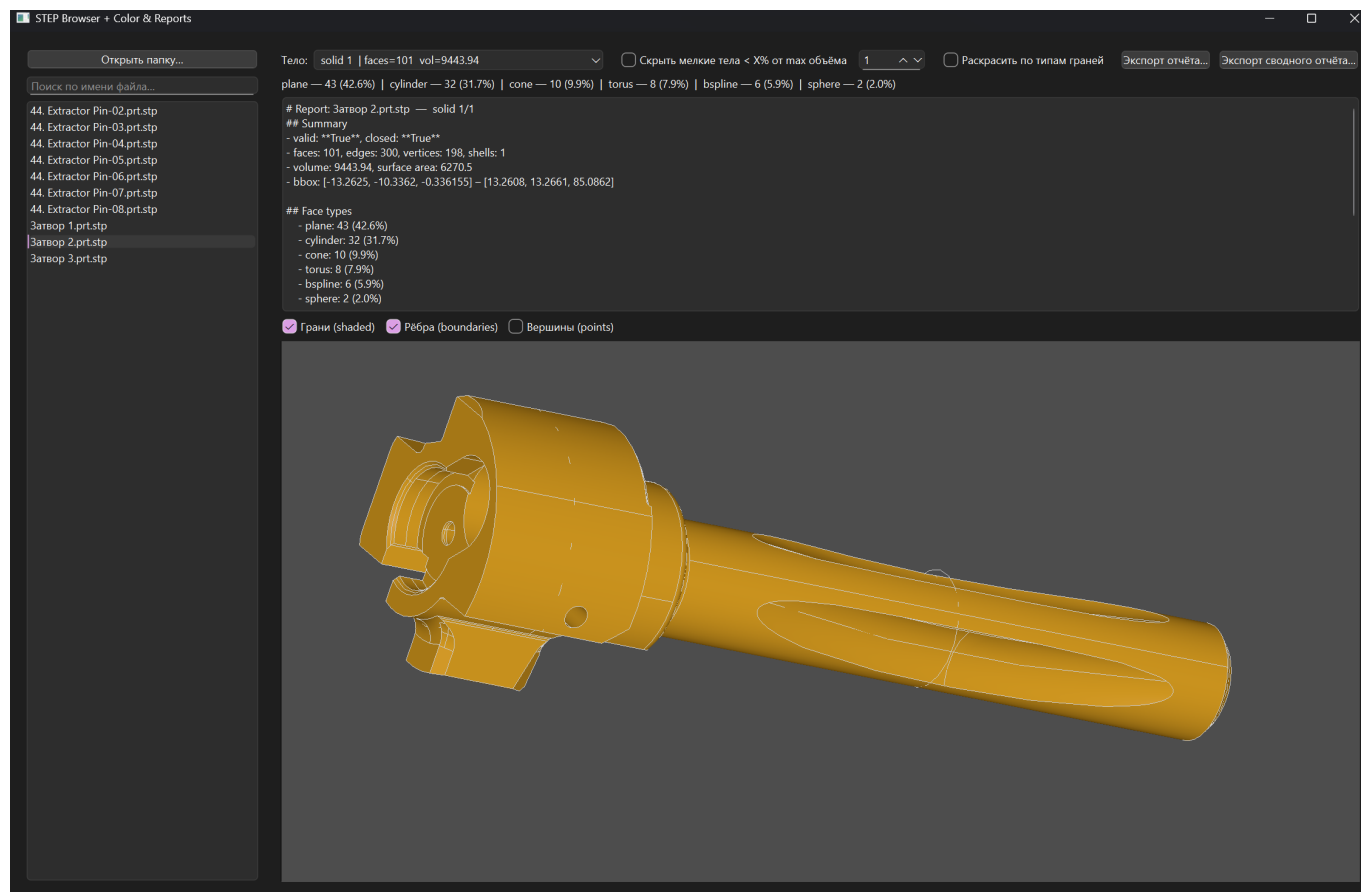 STEP Browser + Color & Reports
Открыть папку...
Поиск по имени файла...
44. Extractor Pin-02.prt.stp
44. Extractor Pin-03.prt.stp
44. Extractor Pin-04.prt.stp
44. Extractor Pin-05.prt.stp
44. Extractor Pin-06.prt.stp
44. Extractor Pin-07.prt.stp
44. Extractor Pin-08.prt.stp
Затвор 1.prt.stp
Затвор 2.prt.stp
Затвор 3.prt.stp
Тело: solid 1 | faces=101 vol=9443.94 Скрыть мелкие тела < X% от max объёма 1 Раскрасить по типам граней Экспорт отчёта... Экспорт сводного отчёта...
plane — 43 (42.6%) | cylinder — 32 (31.7%) | cone — 10 (9.9%) | torus — 8 (7.9%) | bspline — 6 (5.9%) | sphere — 2 (2.0%)
# Report: Затвор 2.prt.stp — solid 1/1
## Summary
- valid: **True**, closed: **True**
- faces: 101, edges: 300, vertices: 198, shells: 1
- volume: 9443.94, surface area: 6270.5
- bbox: [-13.2625, -10.3362, -0.336155] – [13.2608, 13.2661, 85.0862]
## Face types
- plane: 43 (42.6%)
- cylinder: 32 (31.7%)
- cone: 10 (9.9%)
- torus: 8 (7.9%)
- bspline: 6 (5.9%)
- sphere: 2 (2.0%)
Грани (shaded) Рёбра (boundaries) Вершины (points)